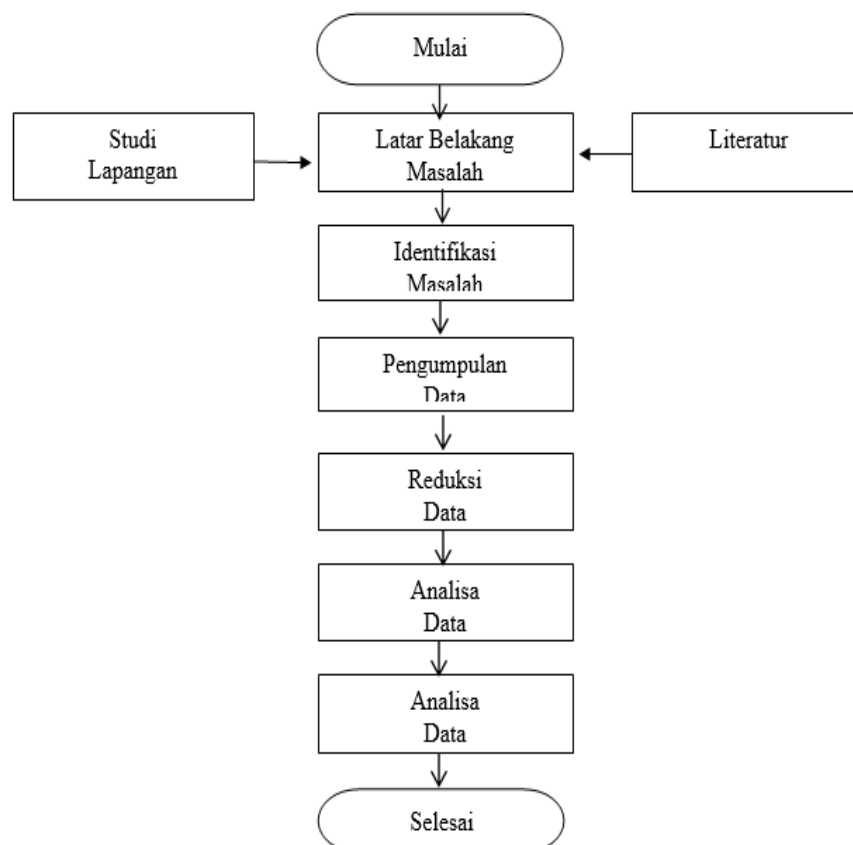 Mulai
Studi
Lapangan
Latar Belakang
Masalah
Literatur
Identifikasi
Masalah
Pengumpulan
Data
Reduksi
Data
Analisa
Data
Analisa
Data
Selesai